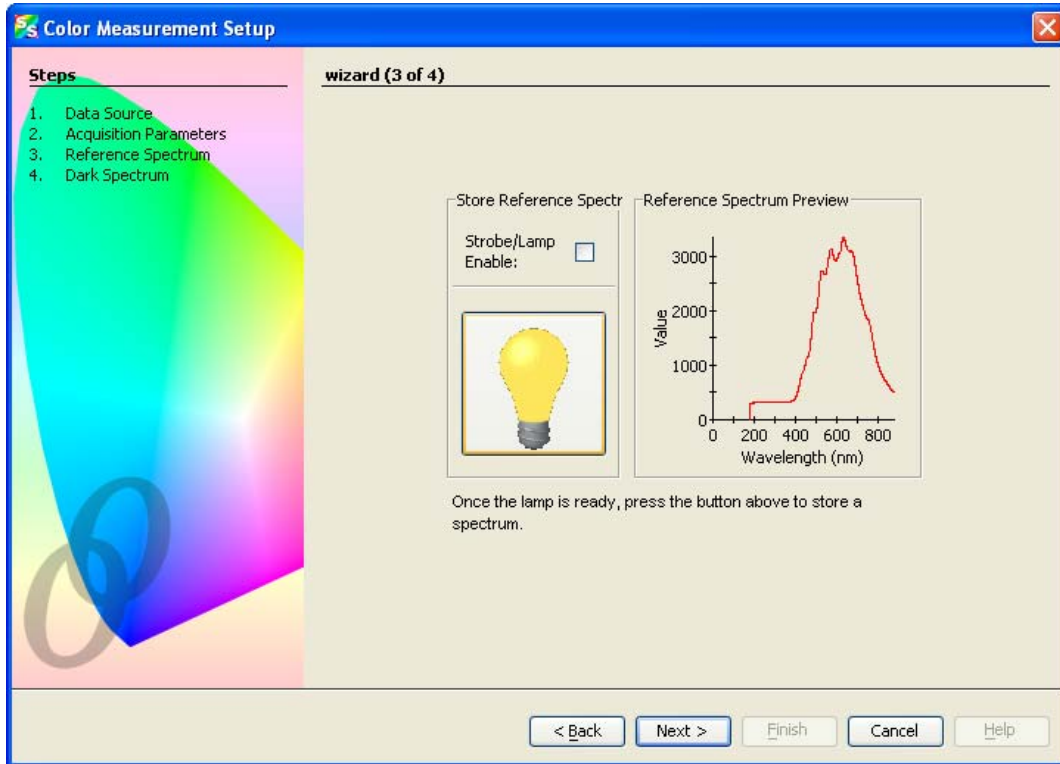 Color Measurement Setup
Steps
1. Data Source
2. Acquisition Parameters
3. Reference Spectrum
4. Dark Spectrum
wizard (3 of 4)
Store Reference Spectr
Strobe/Lamp
Enable:
Reference Spectrum Preview
3000
2000
1000
0
Value
0 200 400 600 800
Wavelength (nm)
Once the lamp is ready, press the button above to store a
spectrum.
< Back Next > Finish Cancel Help